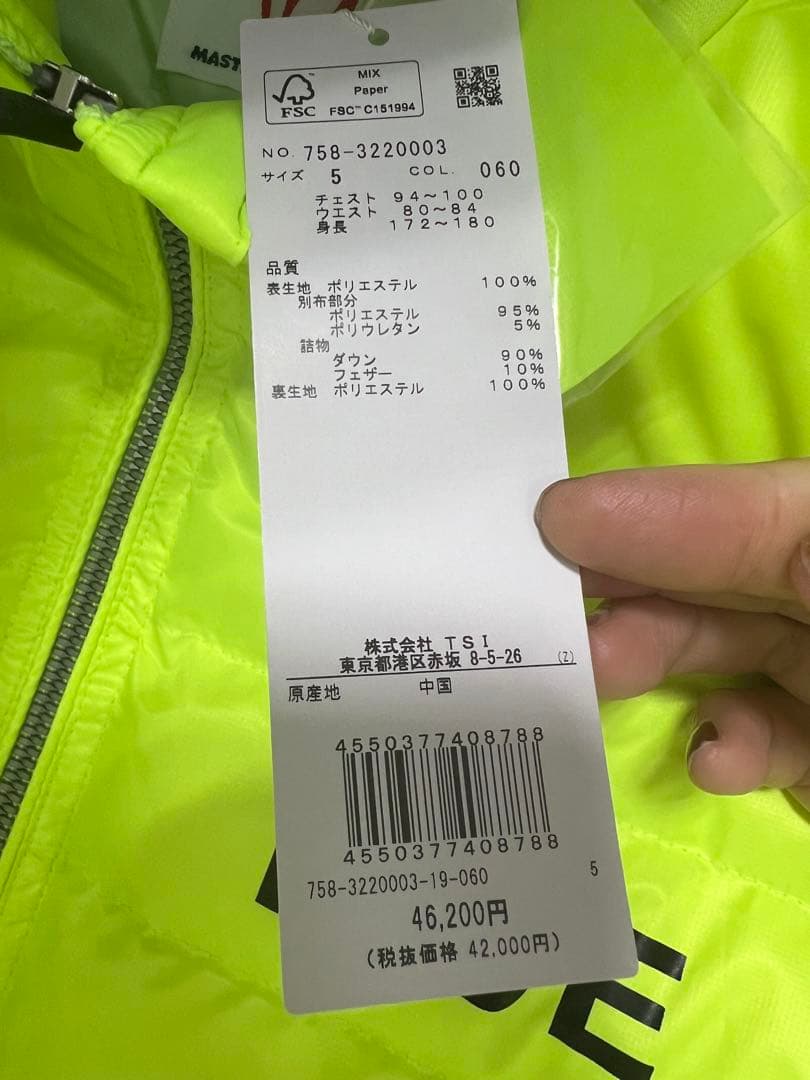 MAST
FSC™
MIX
Paper
FSC™ C151994
NO. 758-3220003
サイズ 5 COL. 060
チェスト 94～100
ウエスト 80～84
身長 172～180
品質
表生地 ポリエステル 100%
別布部分
ポリエステル 95%
ポリウレタン 5%
詰物
ダウン 90%
フェザー 10%
裏生地 ポリエステル 100%
株式会社 TSI
東京都港区赤坂 8-5-26 (Z)
原産地 中国
4550377408788
4550377408788
758-3220003-19-060 5
46,200円
(税抜価格 42,000円)